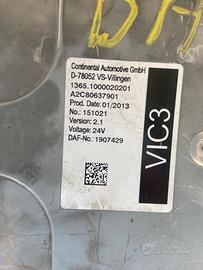 Continental Automotive GmbH
D-78052 VS-Villingen
1365.1000020201
A2C80637901
Prod. Date: 01/2013
No.: 151021
Version: 2.1
Voltage: 24V
DAF-No.: 1907429
VIC3
subito